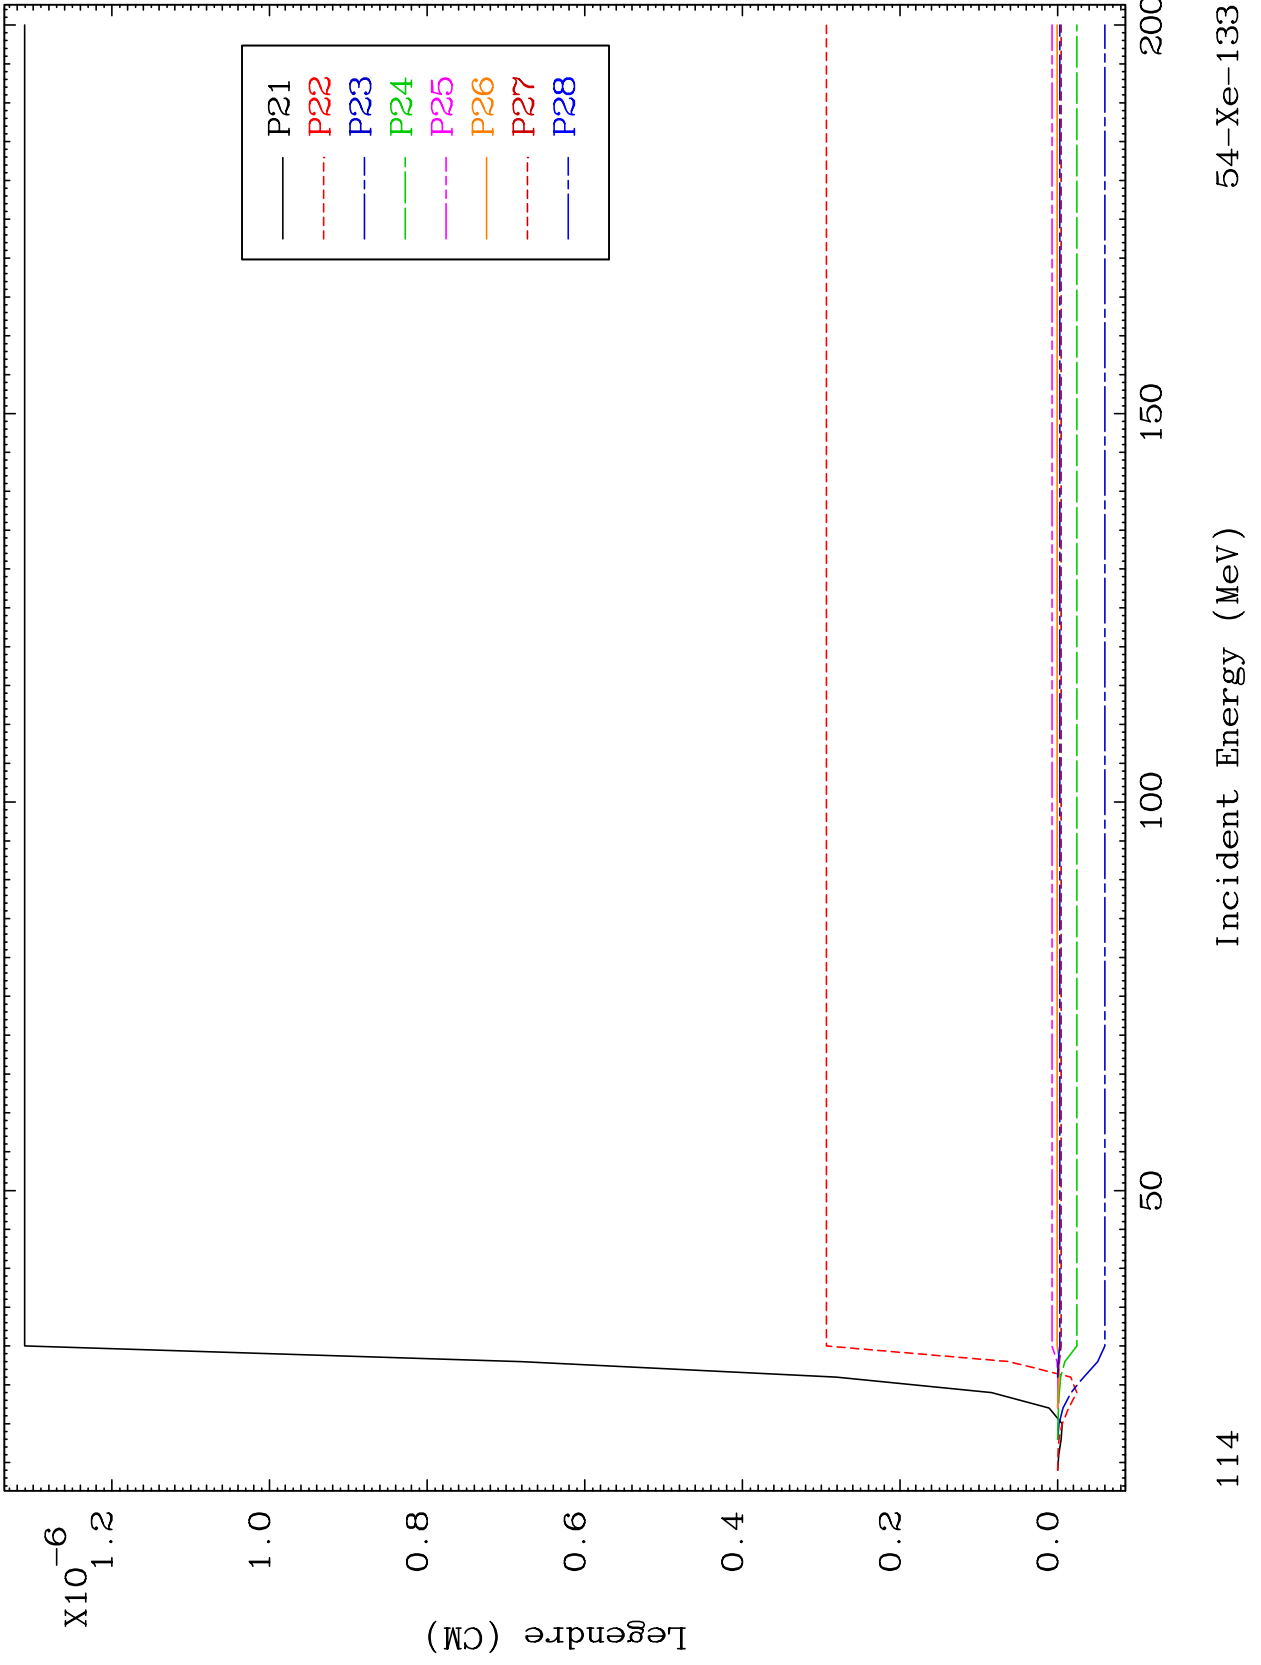 X10-6
1.2
1.0
0.8
0.6
0.4
0.2
0.0
Legendre (CM)
P21
P22
P23
P24
P25
P26
P27
P28
50
100
150
200
Incident Energy (MeV)
114
54-Xe-133